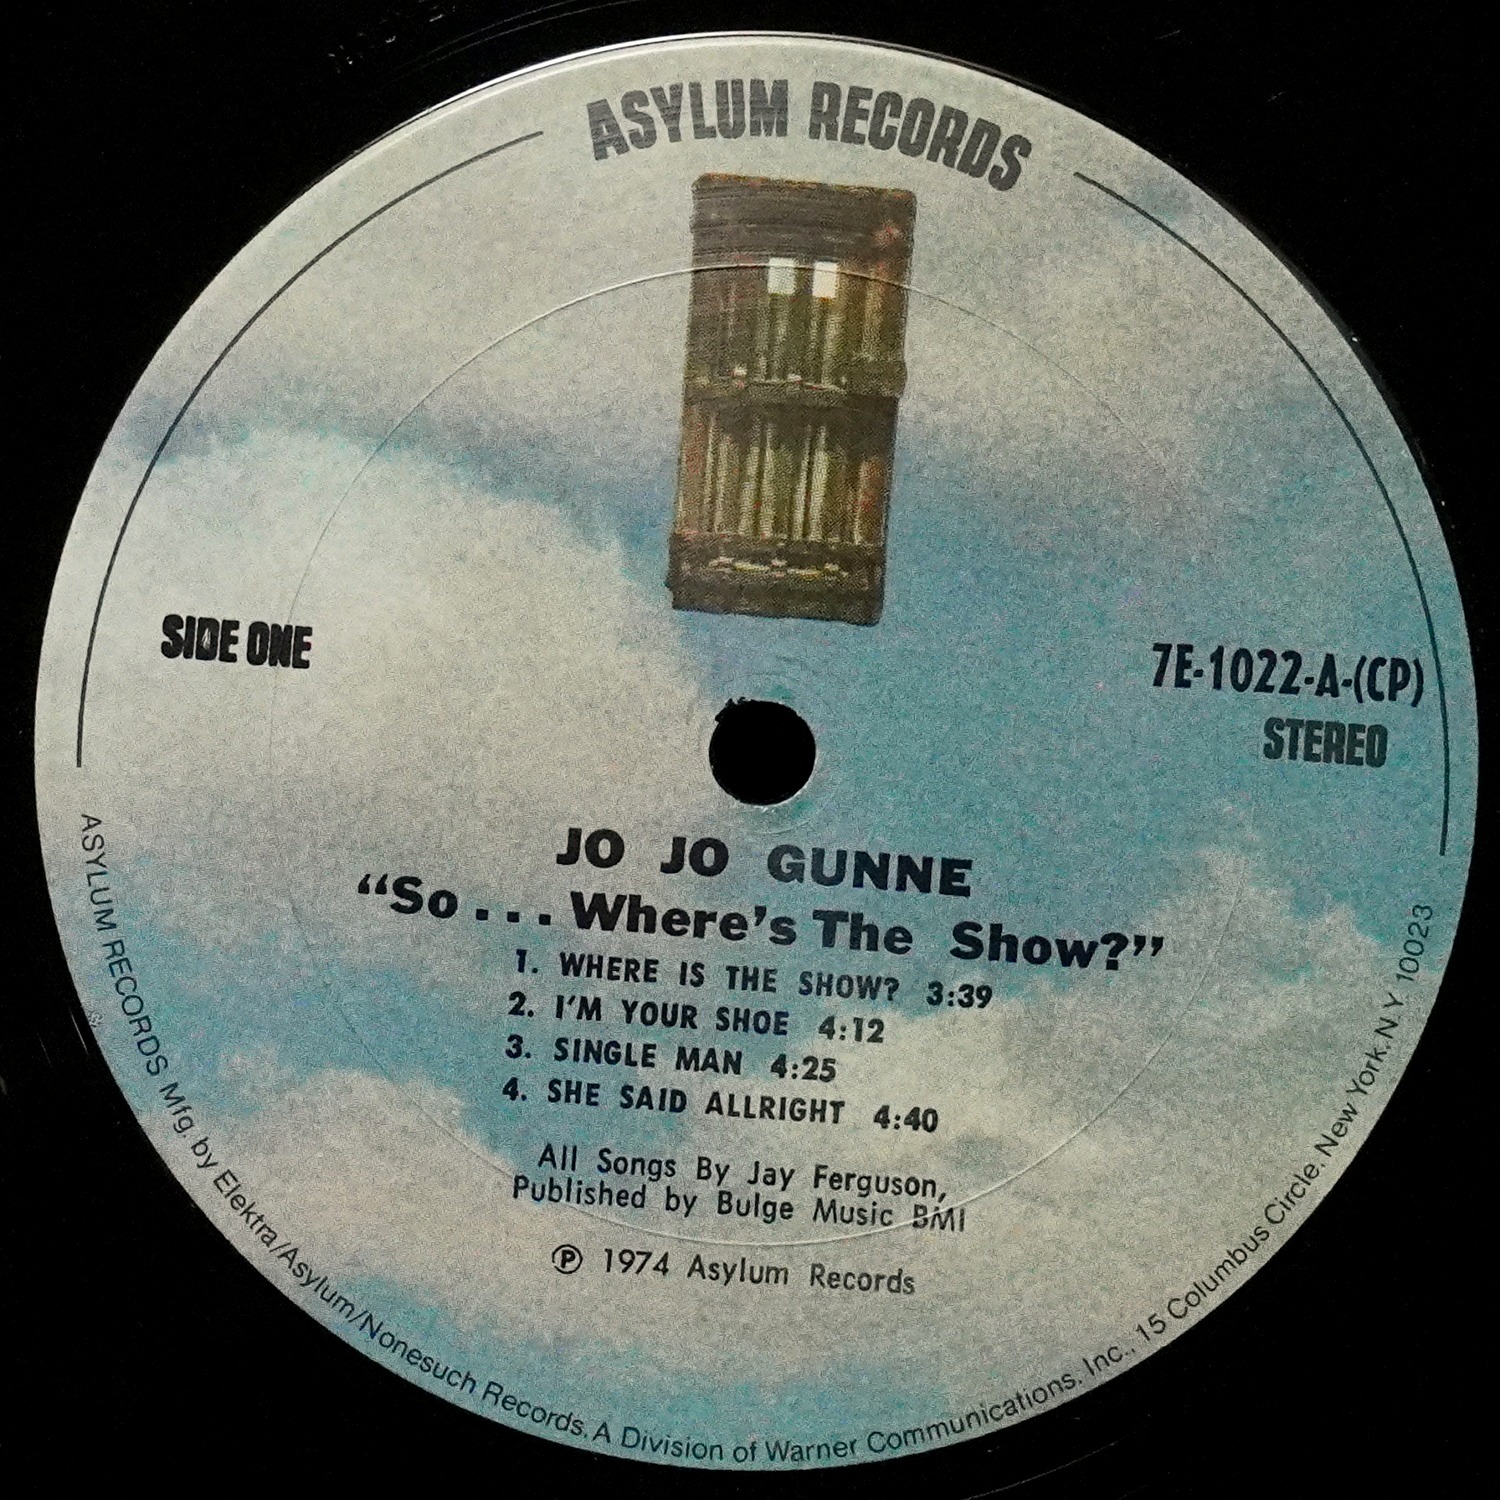 ASYLUM RECORDS
SIDE ONE
7E-1022-A-(CP)
STEREO
JO JO GUNNE
“So . . . Where’s The Show?”
1. WHERE IS THE SHOW? 3:39
2. I’M YOUR SHOE 4:12
3. SINGLE MAN 4:25
4. SHE SAID ALLRIGHT 4:40
All Songs By Jay Ferguson,
Published by Bulge Music BMI
Ⓟ 1974 Asylum Records
ASYLUM RECORDS Mfg. by Elektra/Asylum/Nonesuch Records, A Division of Warner Communications, Inc., 15 Columbus Circle, New York, N.Y. 10023